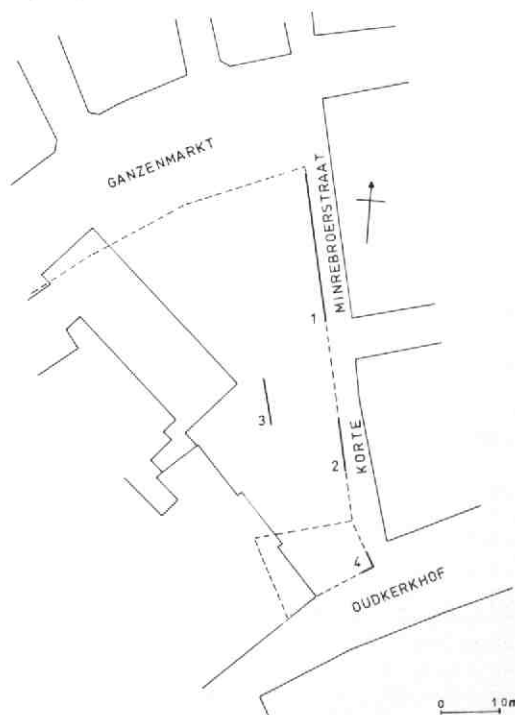 GANZENMARKT
MINREBROERSTRAAT
1
3
KORTE
2
4
OUDKERKHOF
0 10m